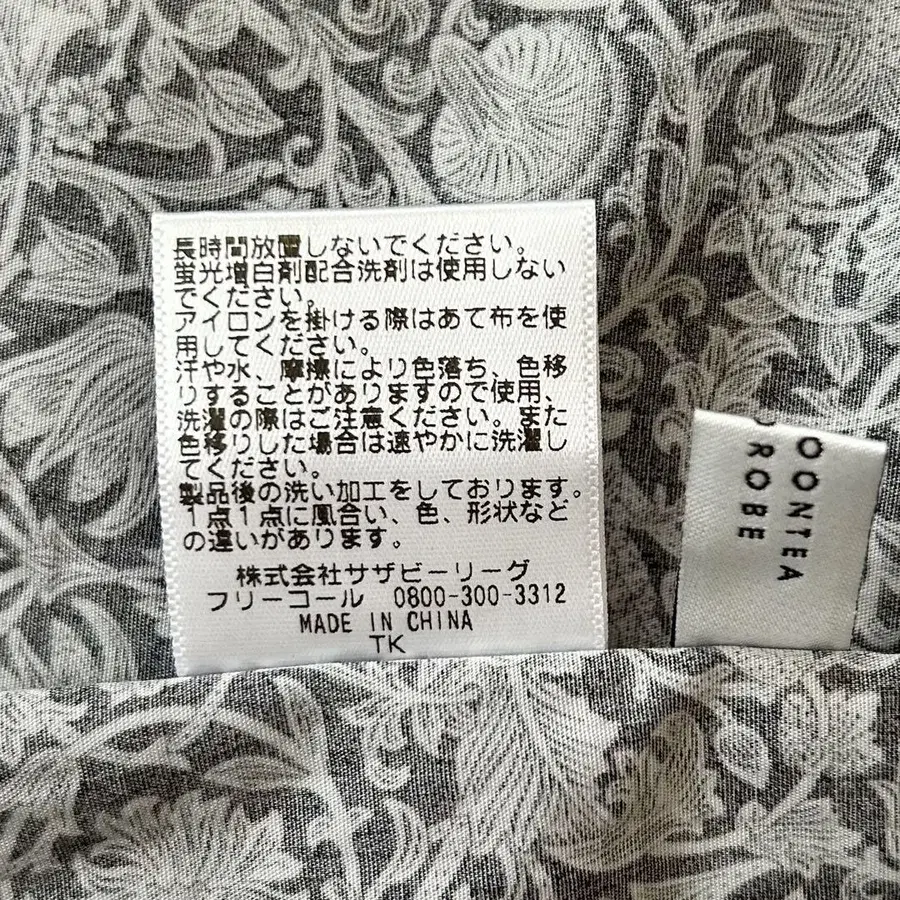 長時間放置しないでください。
蛍光増白剤配合洗剤は使用しない
でください。
アイロンを掛ける際はあて布を使
用してください。
汗や水、摩擦により色落ち、色移
りすることがありますので使用、
洗濯の際はご注意ください。また
色移りした場合は速やかに洗濯し
てください。
製品後の洗い加工をしております。
1点1点に風合い、色、形状など
の違いがあります。
株式会社サザビーリーグ
フリーコール 0800-300-3312
MADE IN CHINA
TK
OONTEA
ROBE